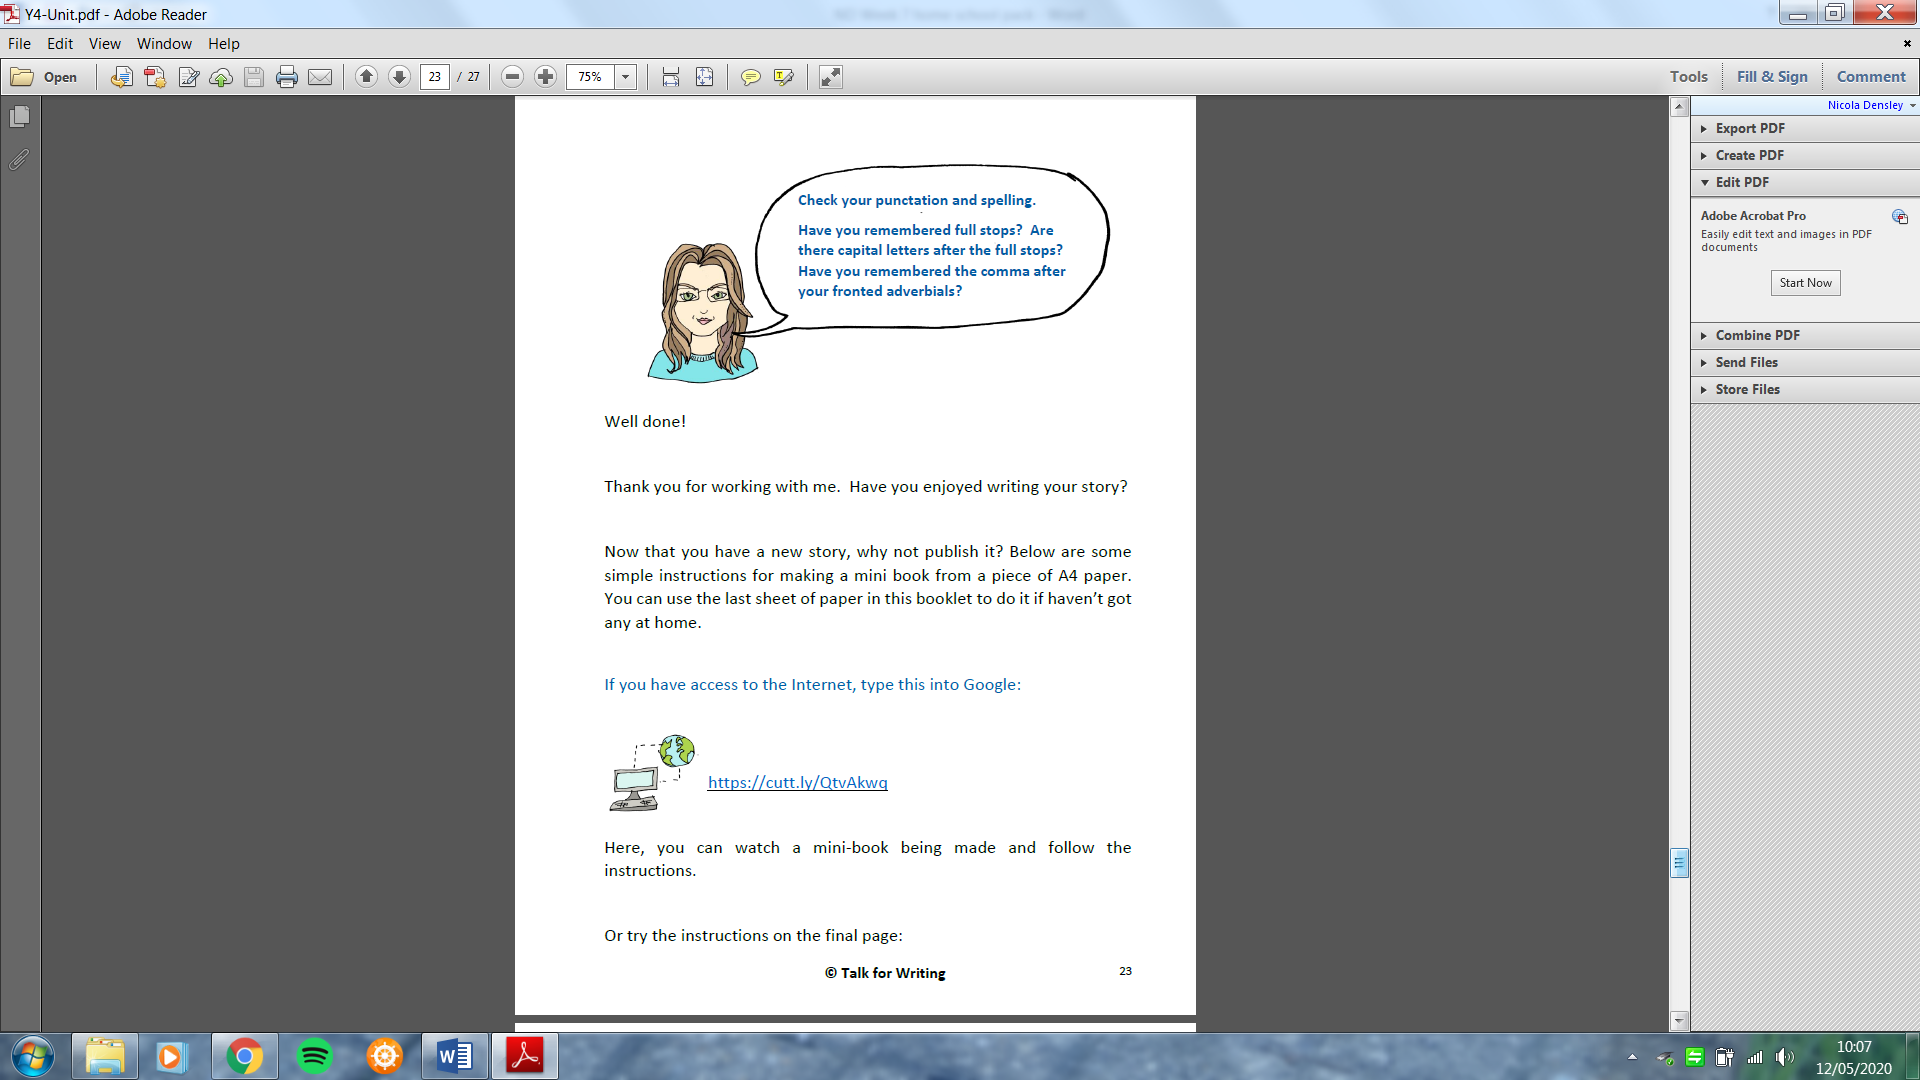 Y4-Unit.pdf - Adobe Reader
File Edit View Window Help
Open 23 / 27 75% Tools Fill & Sign Comment
Nicola Densley
Export PDF
Create PDF
Edit PDF
Adobe Acrobat Pro
Easily edit text and images in PDF
documents
Start Now
Combine PDF
Send Files
Store Files
Check your punctation and spelling.
Have you remembered full stops? Are
there capital letters after the full stops?
Have you remembered the comma after
your fronted adverbials?
Well done!
Thank you for working with me. Have you enjoyed writing your story?
Now that you have a new story, why not publish it? Below are some
simple instructions for making a mini book from a piece of A4 paper.
You can use the last sheet of paper in this booklet to do it if haven't got
any at home.
If you have access to the Internet, type this into Google:
https://cutt.ly/QtvAkwq
Here, you can watch a mini-book being made and follow the
instructions.
Or try the instructions on the final page:
© Talk for Writing 23
10:07
12/05/2020